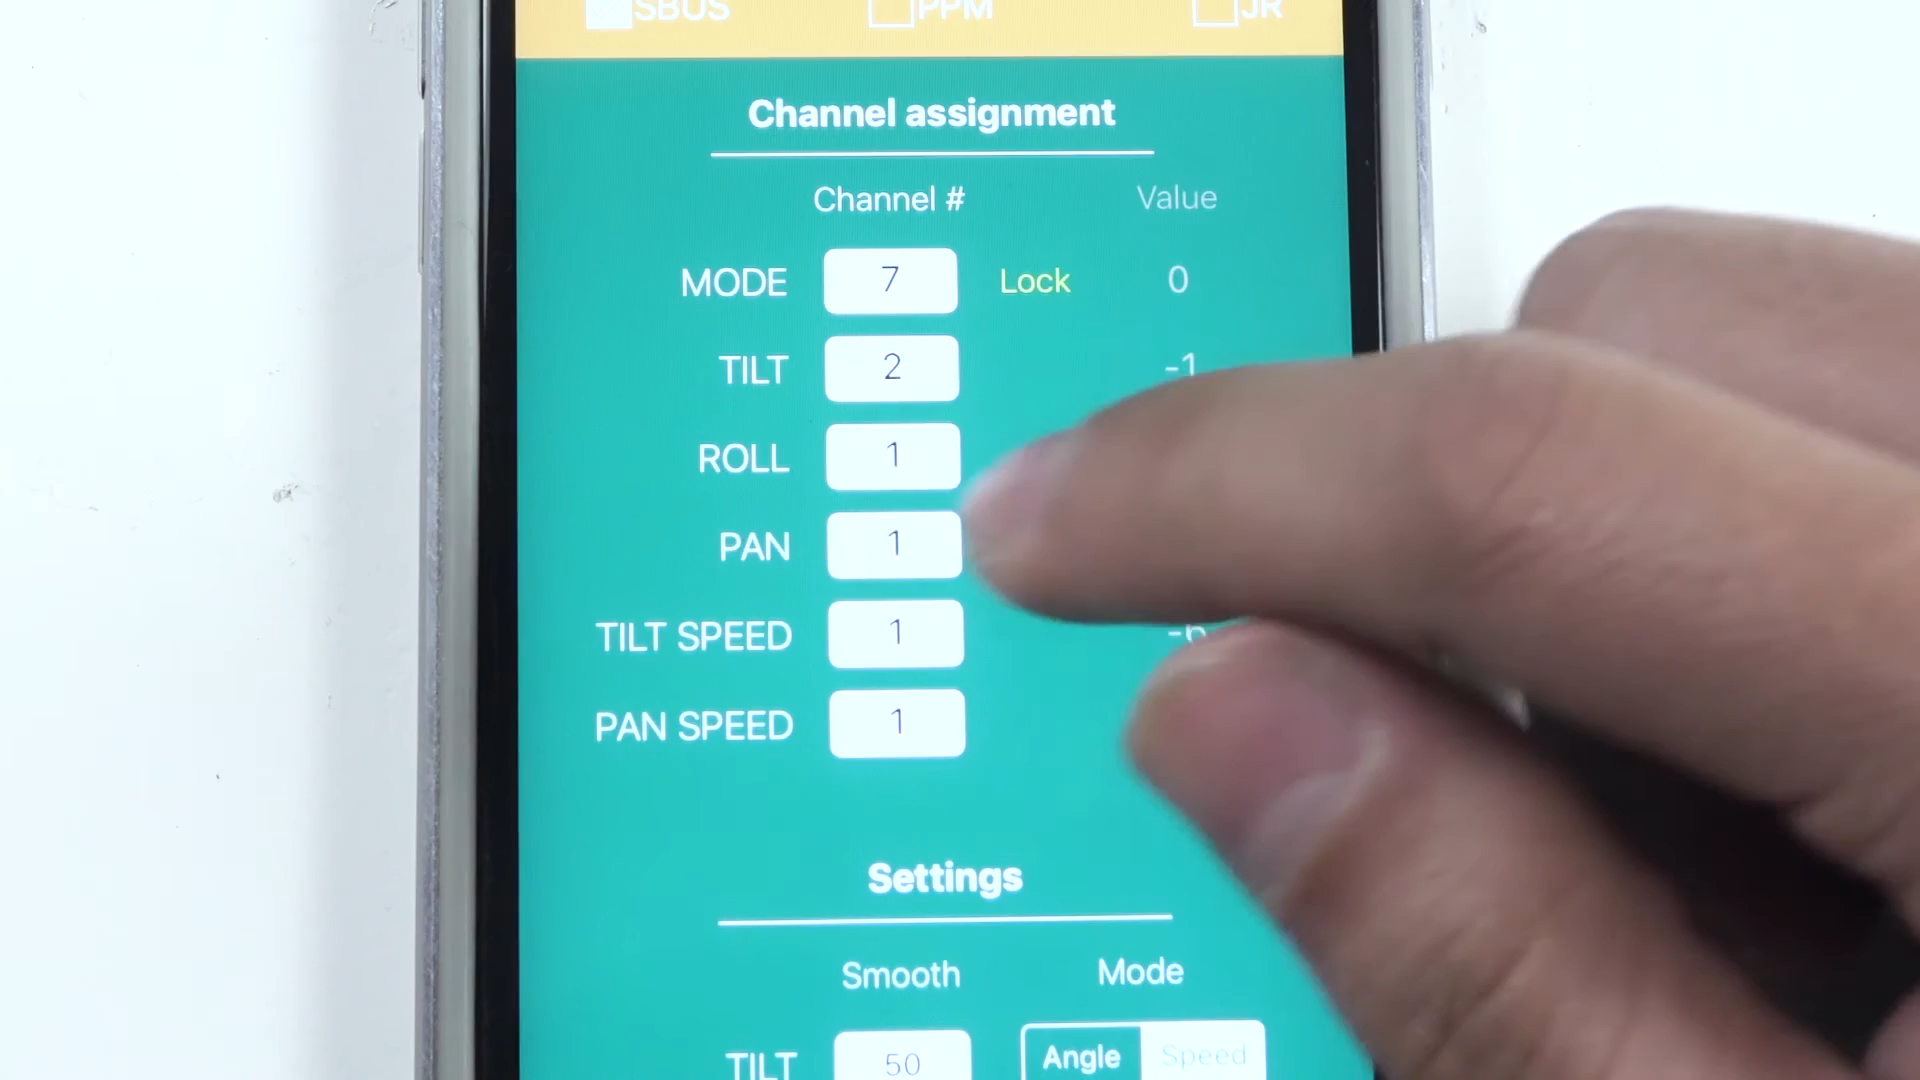 SBUS PPM JR
Channel assignment
Channel # Value
MODE 7 Lock 0
TILT 2 -1
ROLL 1
PAN 1
TILT SPEED 1 -6
PAN SPEED 1
Settings
Smooth Mode
TILT 50 Angle Speed